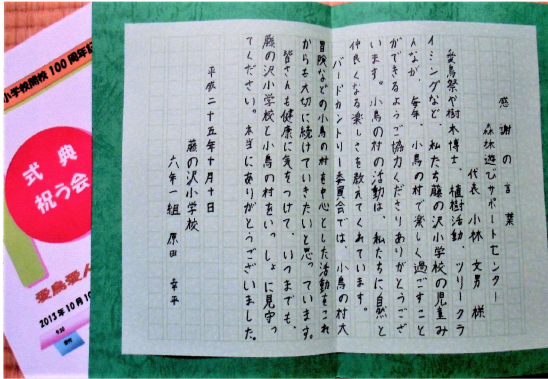 感謝の言葉
森林遊びサポートセンター
代表 小林 文男 様
愛鳥祭や樹木博士、植樹活動 ツリークラ
イミングなど、私たち藤の沢小学校の児童み
んなが 毎年、小鳥の村で楽しく過ごすこと
ができるようご協力くださりありがとうござ
います。小鳥の村の活動は、私たちに自然と
仲良くなる楽しさを教えてくれています。
バードカントリー委員会では、小鳥の村大
冒険などの小鳥の村を中心とした活動をこれ
からも大切に続けていきたいと思っています。
皆さんも健康に気をつけて、いつまでも、
藤の沢小学校と小鳥の村をいっしょに見守っ
てください。本当にありがとうございました。
平成二十五年十月十日
藤の沢小学校
六年一組 原田 幸平
小学校開校100周年記
式典
祝う会
愛鳥愛人
2013年10月10